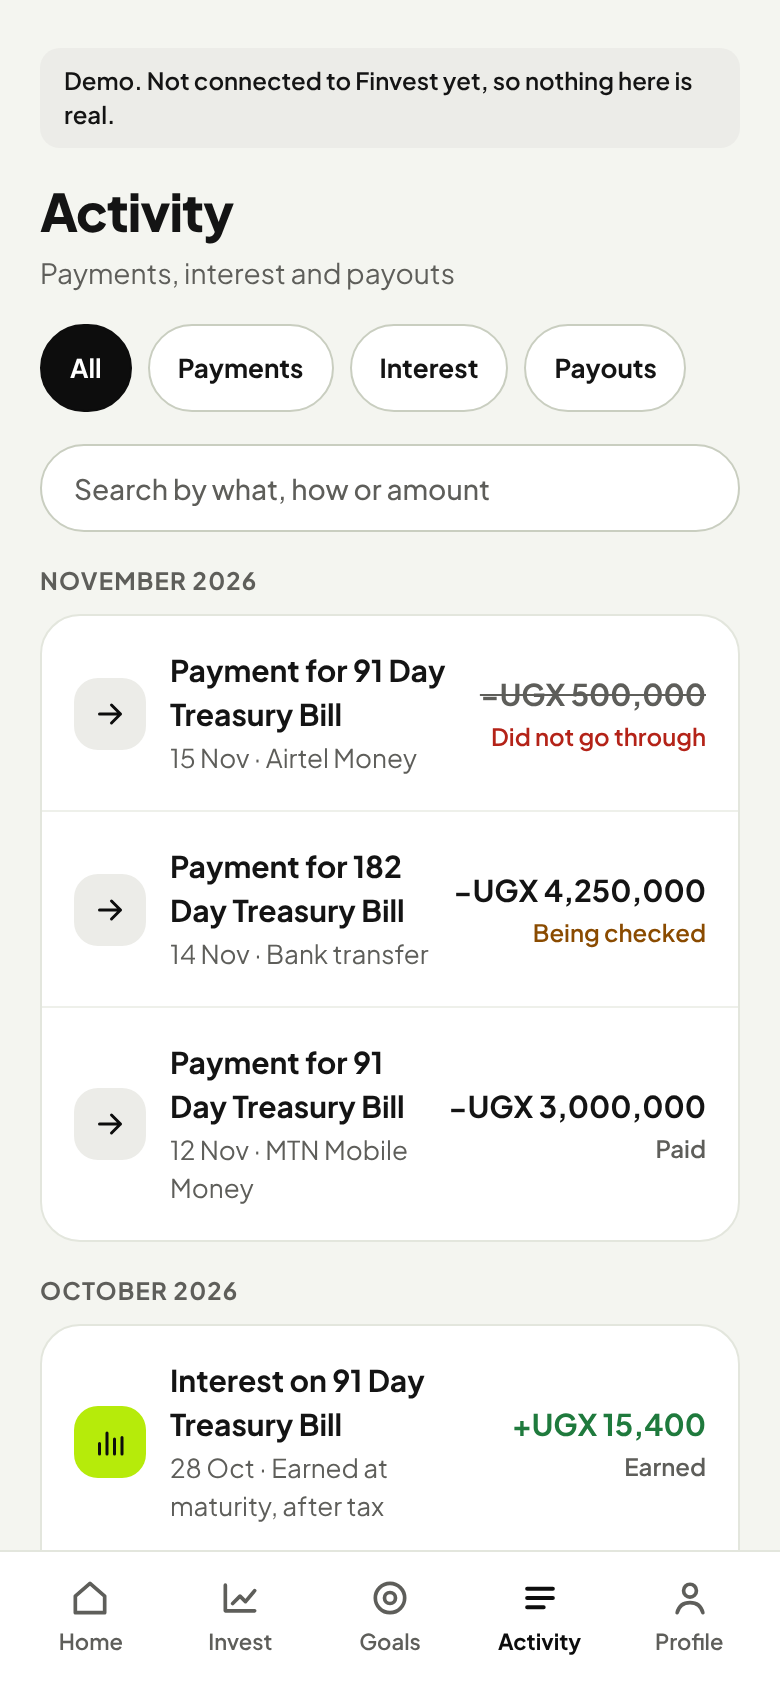 Demo. Not connected to Finvest yet, so nothing here is
real.
Activity
Payments, interest and payouts
All
Payments
Interest
Payouts
Search by what, how or amount
NOVEMBER 2026
Payment for 91 Day
Treasury Bill
15 Nov · Airtel Money
–UGX 500,000
Did not go through
Payment for 182
Day Treasury Bill
14 Nov · Bank transfer
–UGX 4,250,000
Being checked
Payment for 91
Day Treasury Bill
12 Nov · MTN Mobile
Money
–UGX 3,000,000
Paid
OCTOBER 2026
Interest on 91 Day
Treasury Bill
28 Oct · Earned at
maturity, after tax
+UGX 15,400
Earned
Home
Invest
Goals
Activity
Profile